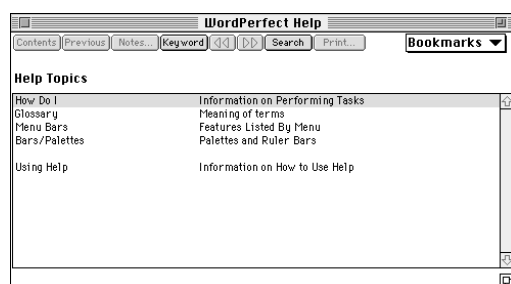 WordPerfect Help
Contents Previous Notes... Keyword Search Print... Bookmarks
Help Topics
How Do I Information on Performing Tasks
Glossary Meaning of terms
Menu Bars Features Listed By Menu
Bars/Palettes Palettes and Ruler Bars
Using Help Information on How to Use Help